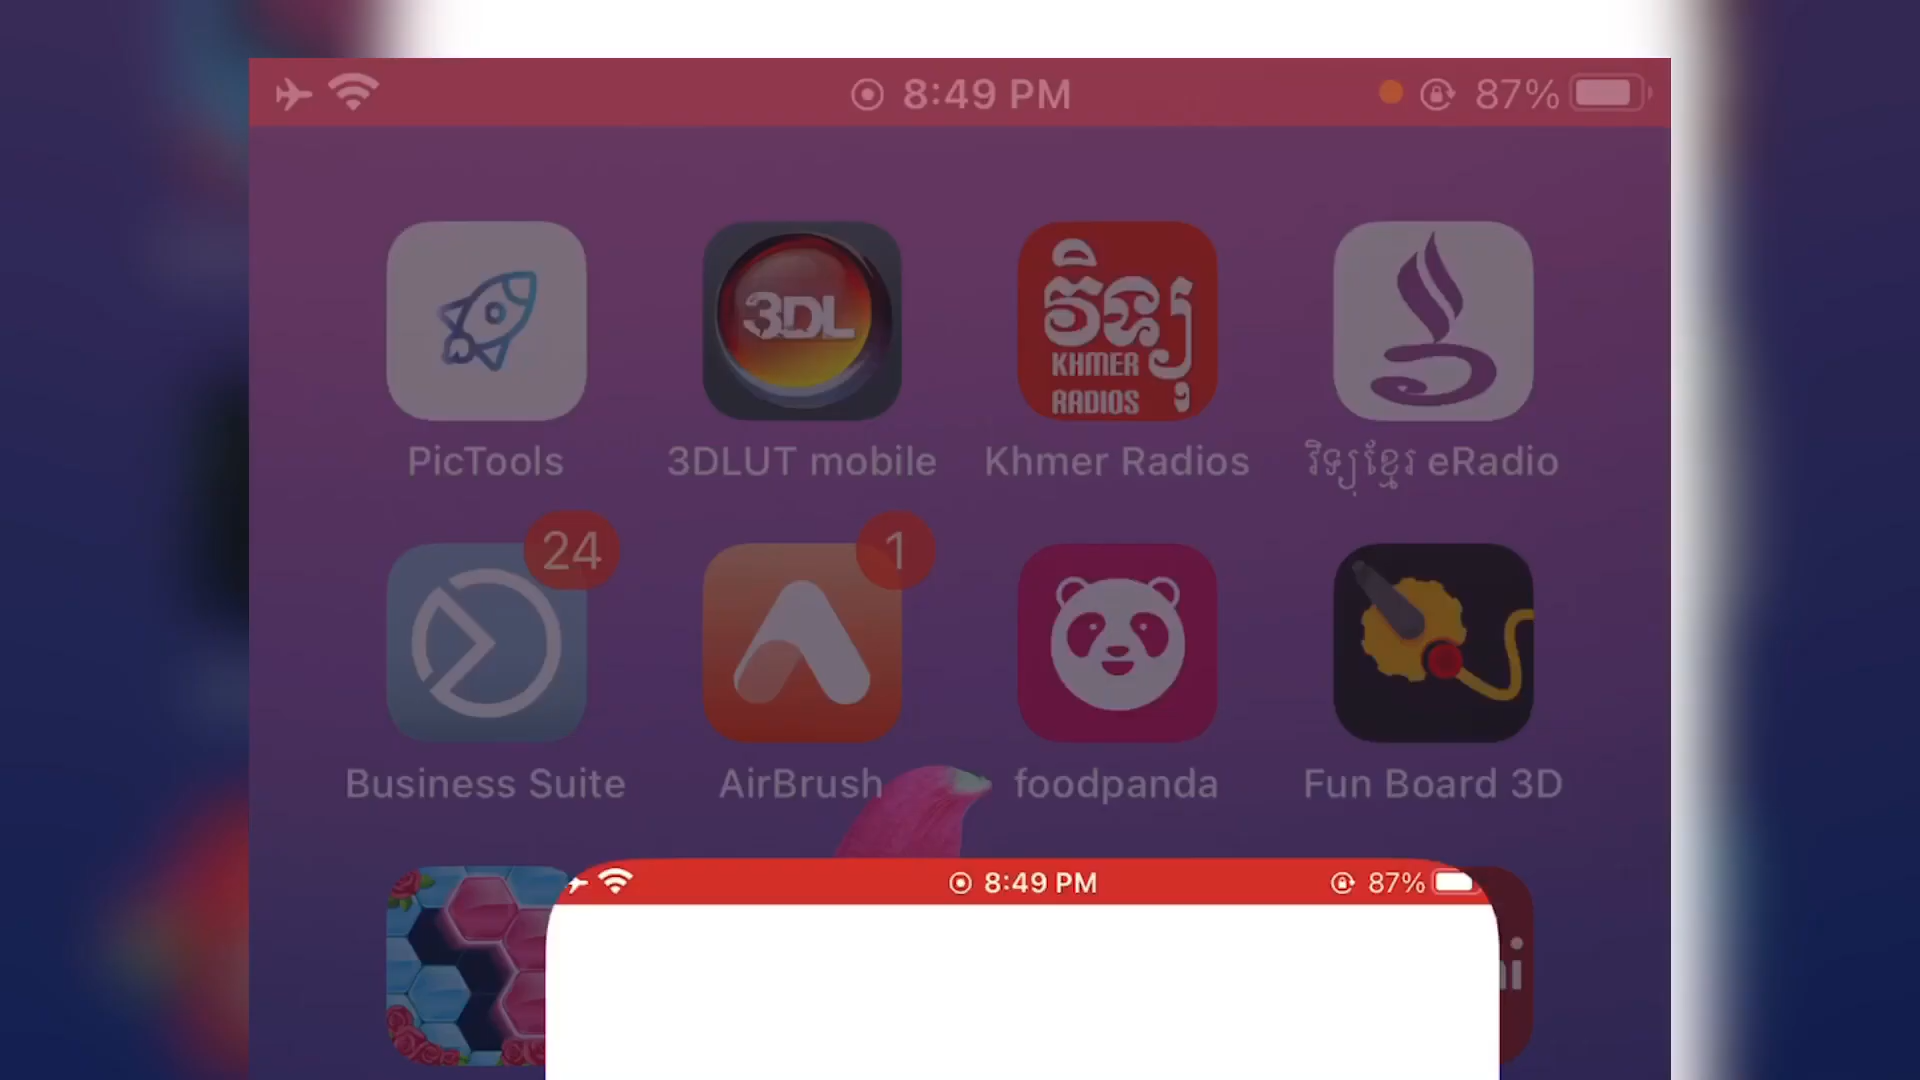 8:49 PM
87%
3DL
វិទ្យុ
KHMER
RADIOS
PicTools
3DLUT mobile
Khmer Radios
វិទ្យុខ្មែរ eRadio
24
1
Business Suite
AirBrush
foodpanda
Fun Board 3D
8:49 PM
87%